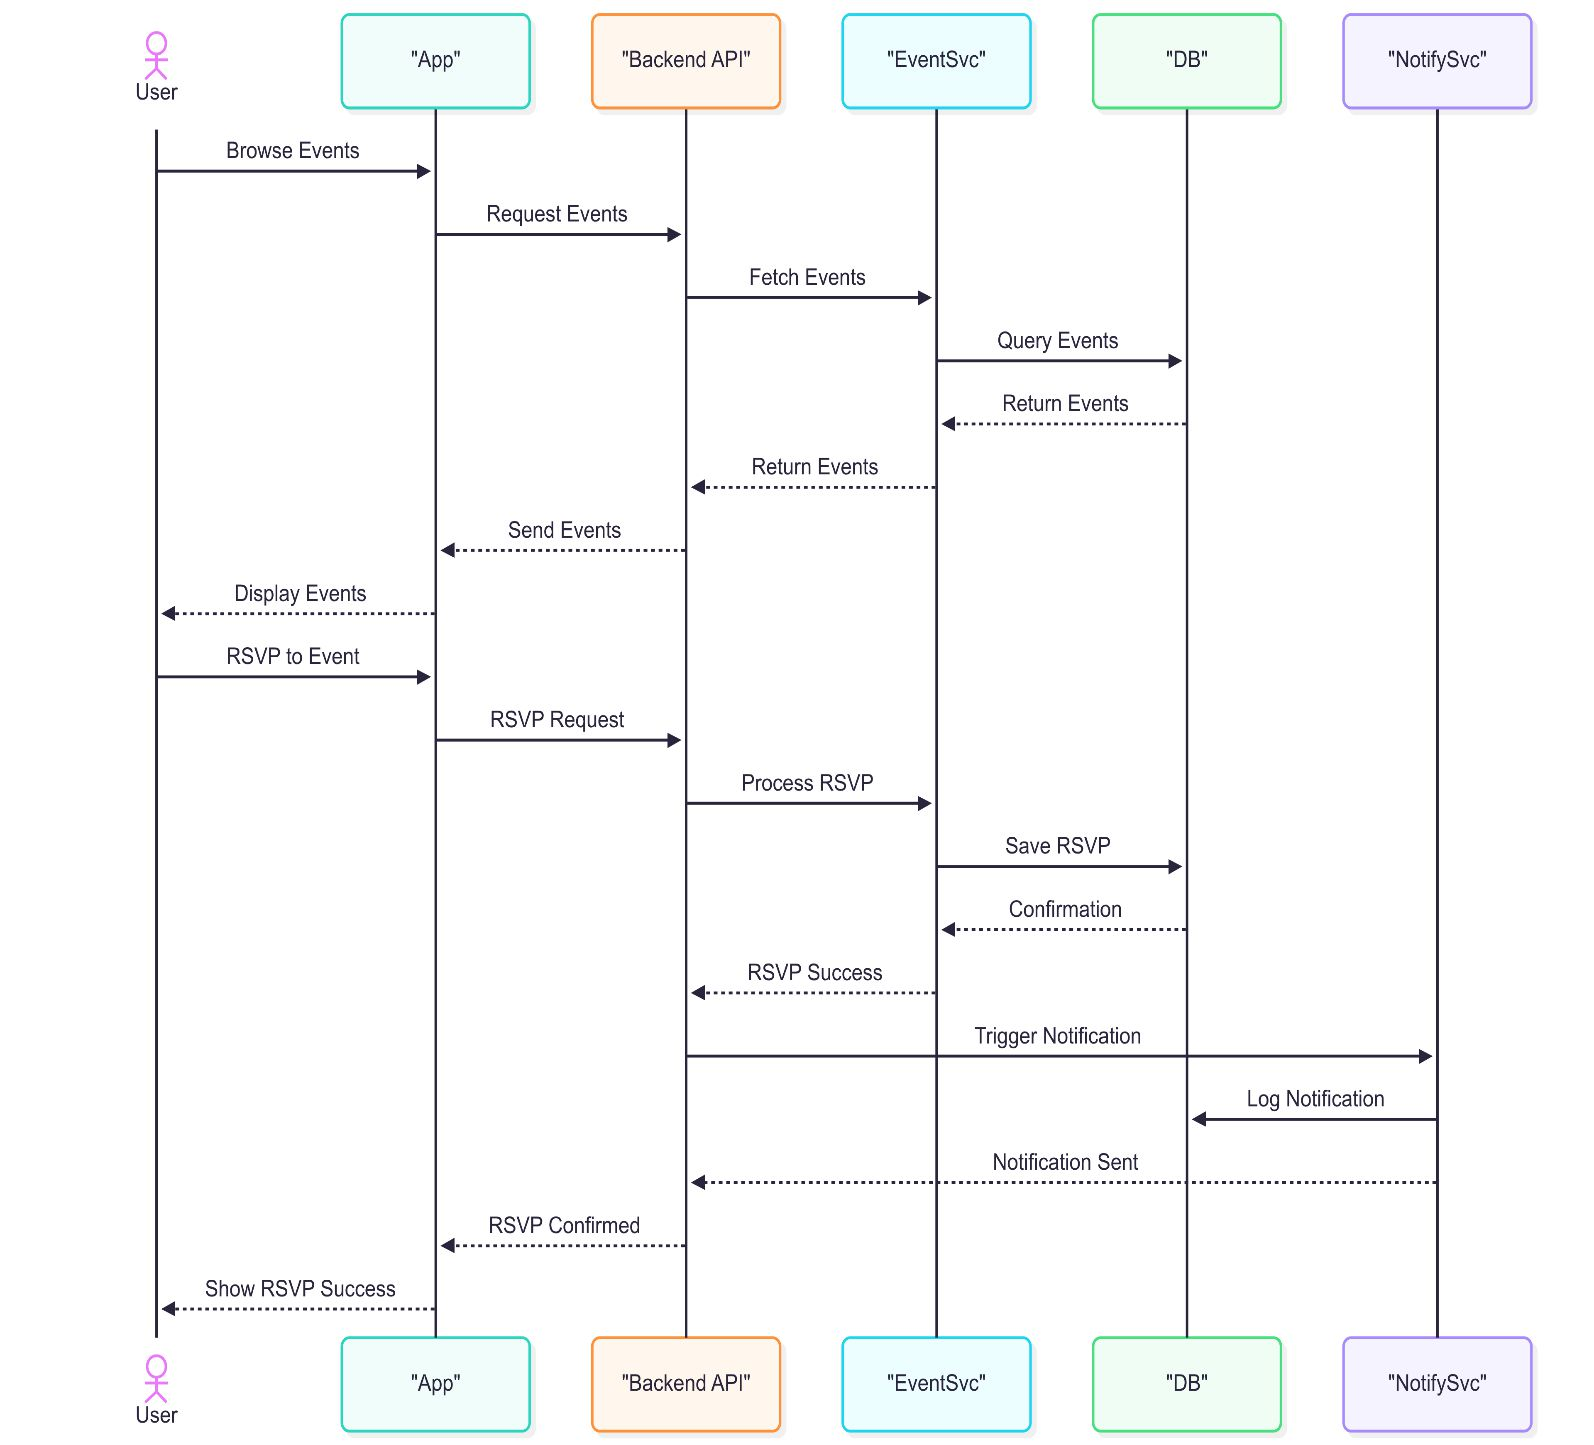 User
"App"
"Backend API"
"EventSvc"
"DB"
"NotifySvc"
Browse Events
Request Events
Fetch Events
Query Events
Return Events
Return Events
Send Events
Display Events
RSVP to Event
RSVP Request
Process RSVP
Save RSVP
Confirmation
RSVP Success
Trigger Notification
Log Notification
Notification Sent
RSVP Confirmed
Show RSVP Success
User
"App"
"Backend API"
"EventSvc"
"DB"
"NotifySvc"